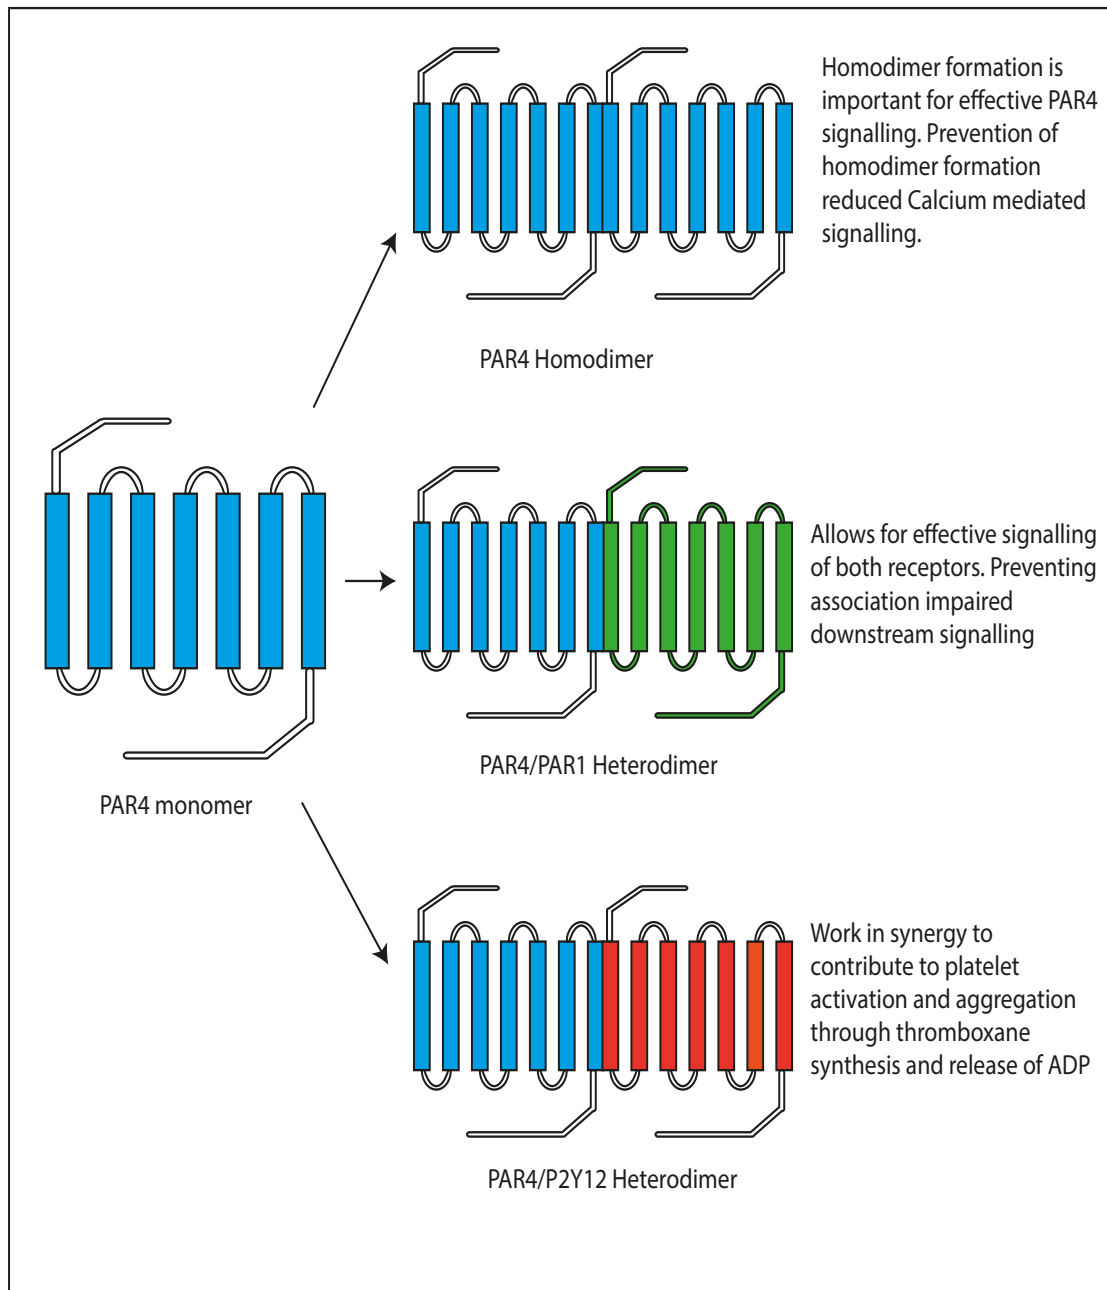 Homodimer formation is
important for effective PAR4
signalling. Prevention of
homodimer formation
reduced Calcium mediated
signalling.
PAR4 Homodimer
Allows for effective signalling
of both receptors. Preventing
association impaired
downstream signalling
PAR4/PAR1 Heterodimer
PAR4 monomer
Work in synergy to
contribute to platelet
activation and aggregation
through thromboxane
synthesis and release of ADP
PAR4/P2Y12 Heterodimer